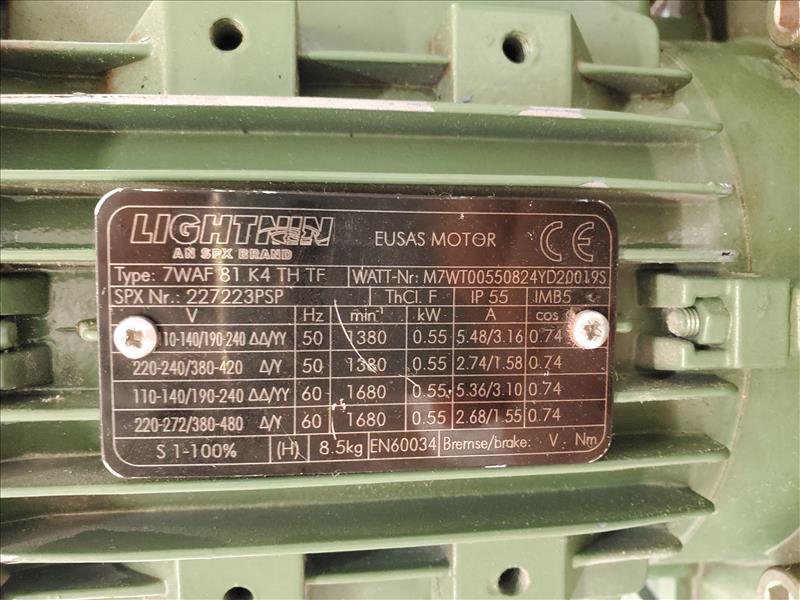 LIGHTNIN
AN SPX BRAND
EUSAS MOTOR
CE
Type: 7WAF 81 K4 TH TF WATT-Nr: M7WT00550824YD20019S
SPX Nr.: 227223PSP ThCl. F IP 55 IMB5
V Hz min⁻¹ kW A cos
10-140/190-240 ΔΔ/YY 50 1380 0.55 5.48/3.16 0.74
220-240/380-420 Δ/Y 50 1380 0.55 2.74/1.58 0.74
110-140/190-240 ΔΔ/YY 60 1680 0.55 5.36/3.10 0.74
220-272/380-480 Δ/Y 60 1680 0.55 2.68/1.55 0.74
S 1-100% (H) 8.5kg EN60034 Bremse/brake: V Nm